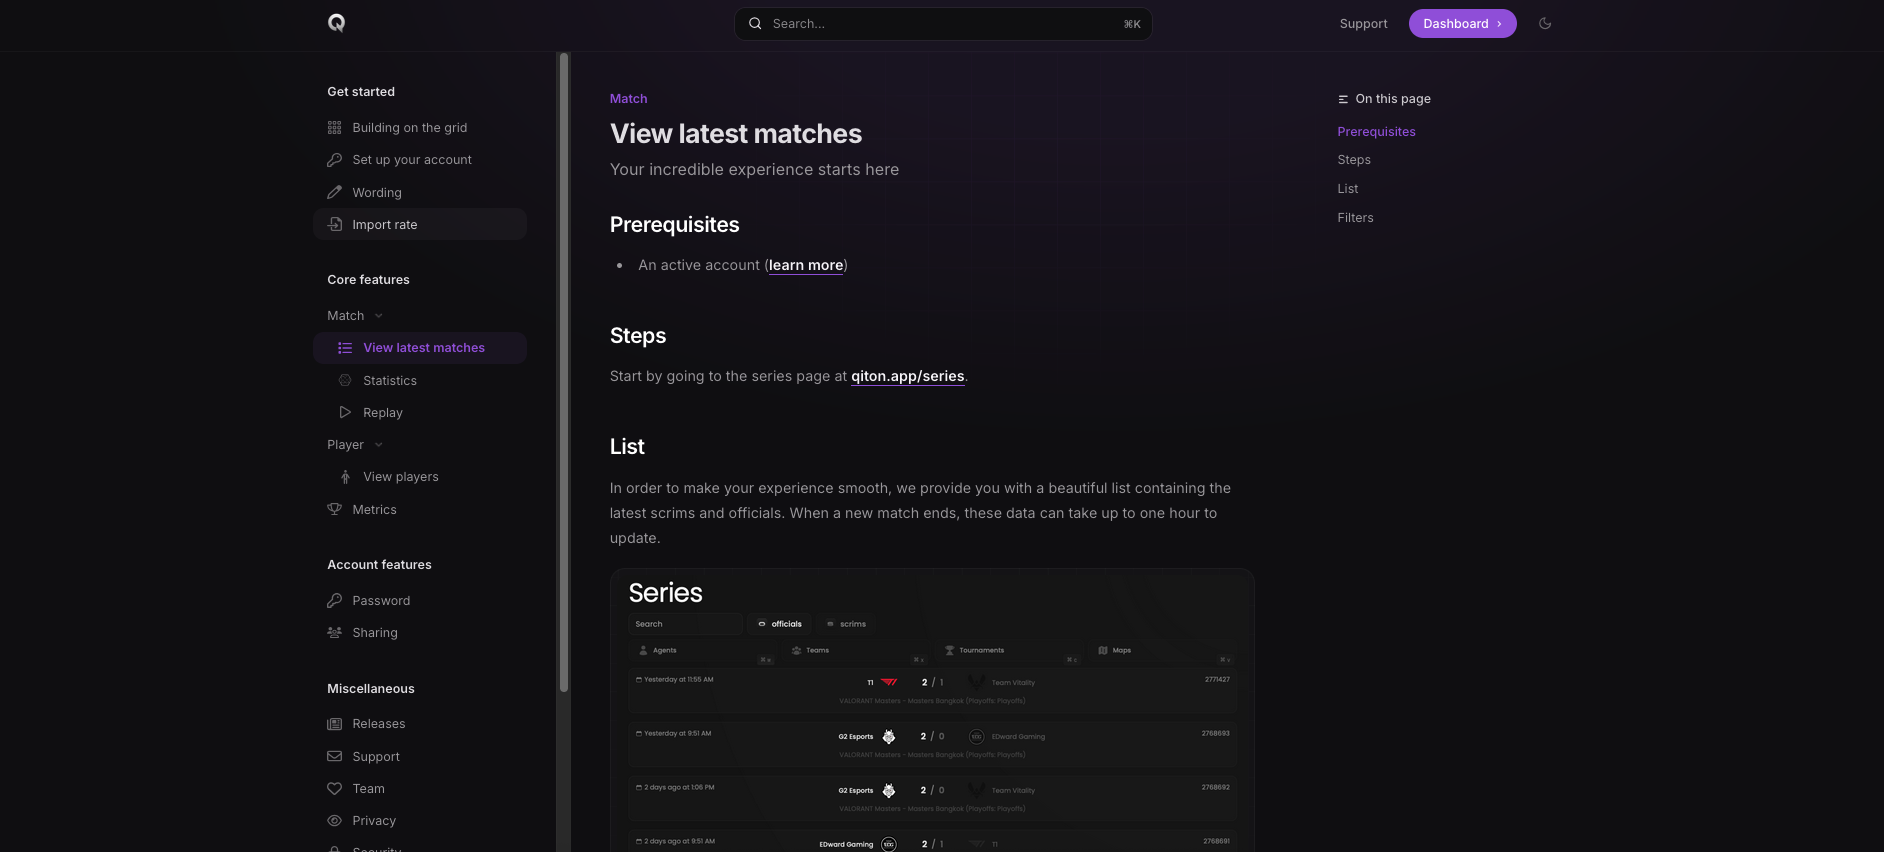 Search...
⌘K
Support
Dashboard ›
Get started
Building on the grid
Set up your account
Wording
Import rate
Core features
Match
View latest matches
Statistics
Replay
Player
View players
Metrics
Account features
Password
Sharing
Miscellaneous
Releases
Support
Team
Privacy
Security
Match
View latest matches
Your incredible experience starts here
Prerequisites
• An active account (learn more)
Steps
Start by going to the series page at qiton.app/series.
List
In order to make your experience smooth, we provide you with a beautiful list containing the
latest scrims and officials. When a new match ends, these data can take up to one hour to
update.
Series
Search
officials
scrims
Agents
Teams
Tournaments
Maps
Yesterday at 11:55 AM
T1
2 / 1
Team Vitality
2771427
VALORANT Masters - Masters Bangkok (Playoffs: Playoffs)
Yesterday at 9:51 AM
G2 Esports
2 / 0
EDward Gaming
2768693
VALORANT Masters - Masters Bangkok (Playoffs: Playoffs)
2 days ago at 1:06 PM
G2 Esports
2 / 0
Team Vitality
2768692
VALORANT Masters - Masters Bangkok (Playoffs: Playoffs)
2 days ago at 9:51 AM
EDward Gaming
2 / 1
T1
2768691
On this page
Prerequisites
Steps
List
Filters